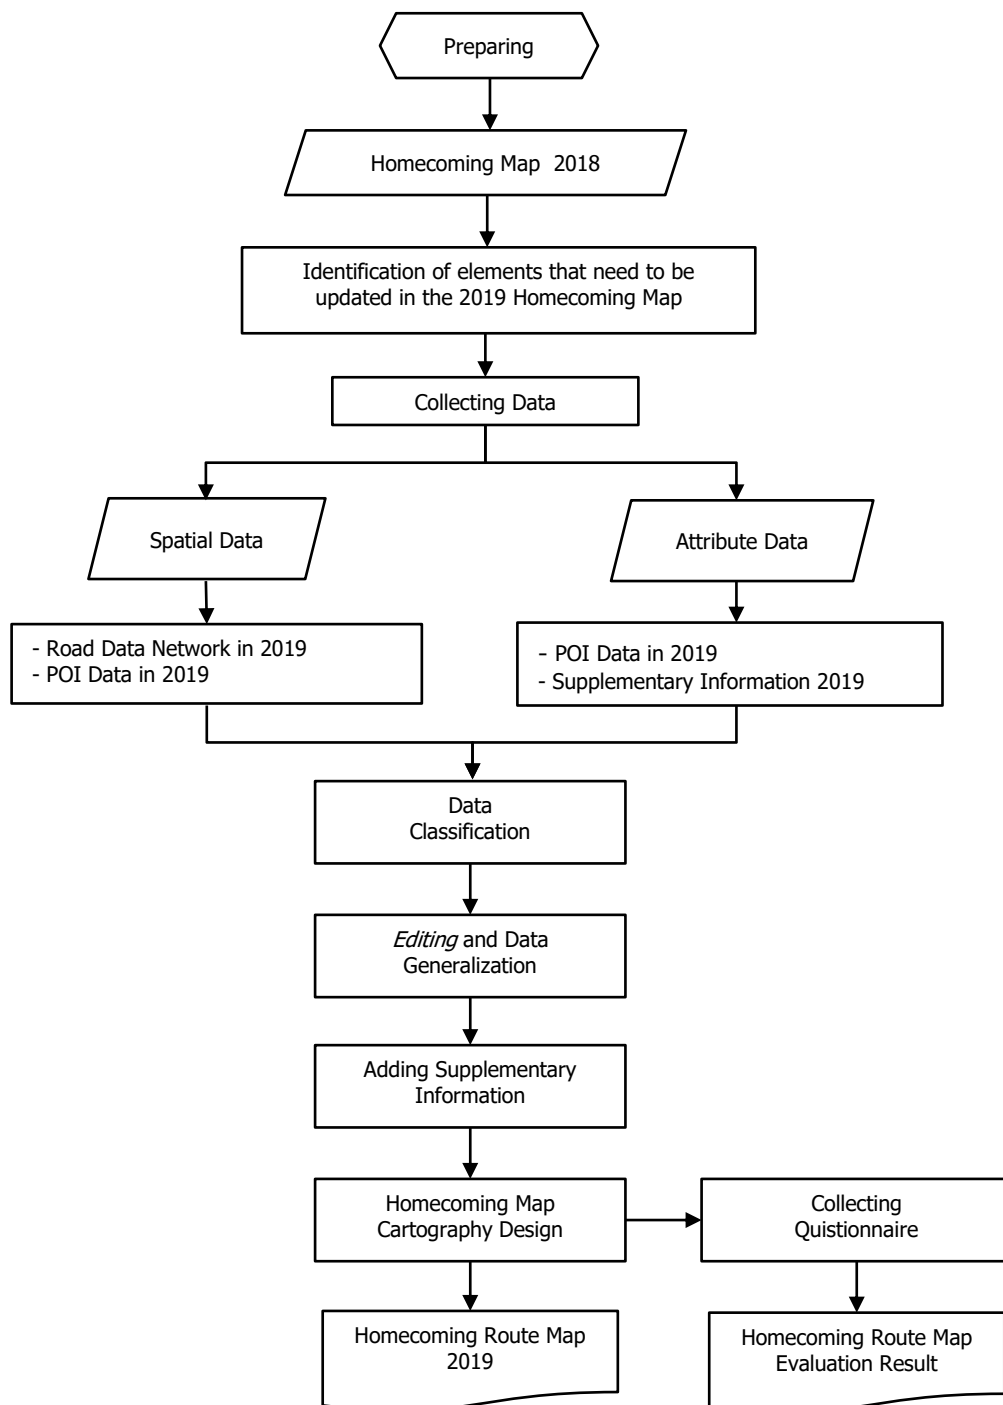 Preparing
Homecoming Map 2018
Identification of elements that need to be
updated in the 2019 Homecoming Map
Collecting Data
Spatial Data
Attribute Data
- Road Data Network in 2019
- POI Data in 2019
- POI Data in 2019
- Supplementary Information 2019
Data
Classification
Editing and Data
Generalization
Adding Supplementary
Information
Homecoming Map
Cartography Design
Collecting
Quistionnaire
Homecoming Route Map
2019
Homecoming Route Map
Evaluation Result